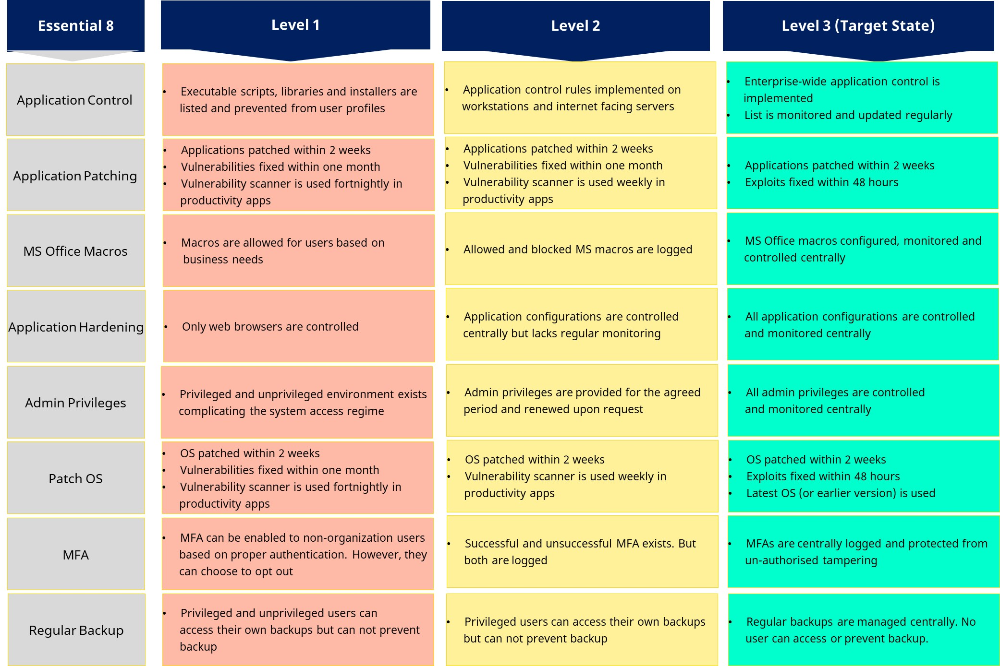 Essential 8
Level 1
Level 2
Level 3 (Target State)
Application Control
• Executable scripts, libraries and installers are
listed and prevented from user profiles
• Application control rules implemented on
workstations and internet facing servers
• Enterprise-wide application control is
implemented
• List is monitored and updated regularly
Application Patching
• Applications patched within 2 weeks
• Vulnerabilities fixed within one month
• Vulnerability scanner is used fortnightly in
productivity apps
• Applications patched within 2 weeks
• Vulnerabilities fixed within one month
• Vulnerability scanner is used weekly in
productivity apps
• Applications patched within 2 weeks
• Exploits fixed within 48 hours
MS Office Macros
• Macros are allowed for users based on
business needs
• Allowed and blocked MS macros are logged
• MS Office macros configured, monitored and
controlled centrally
Application Hardening
• Only web browsers are controlled
• Application configurations are controlled
centrally but lacks regular monitoring
• All application configurations are controlled
and monitored centrally
Admin Privileges
• Privileged and unprivileged environment exists
complicating the system access regime
• Admin privileges are provided for the agreed
period and renewed upon request
• All admin privileges are controlled
and monitored centrally
Patch OS
• OS patched within 2 weeks
• Vulnerabilities fixed within one month
• Vulnerability scanner is used fortnightly in
productivity apps
• OS patched within 2 weeks
• Vulnerability scanner is used weekly in
productivity apps
• OS patched within 2 weeks
• Exploits fixed within 48 hours
• Latest OS (or earlier version) is used
MFA
• MFA can be enabled to non-organization users
based on proper authentication. However, they
can choose to opt out
• Successful and unsuccessful MFA exists. But
both are logged
• MFAs are centrally logged and protected from
un-authorised tampering
Regular Backup
• Privileged and unprivileged users can
access their own backups but can not prevent
backup
• Privileged users can access their own backups
but can not prevent backup
• Regular backups are managed centrally. No
user can access or prevent backup.